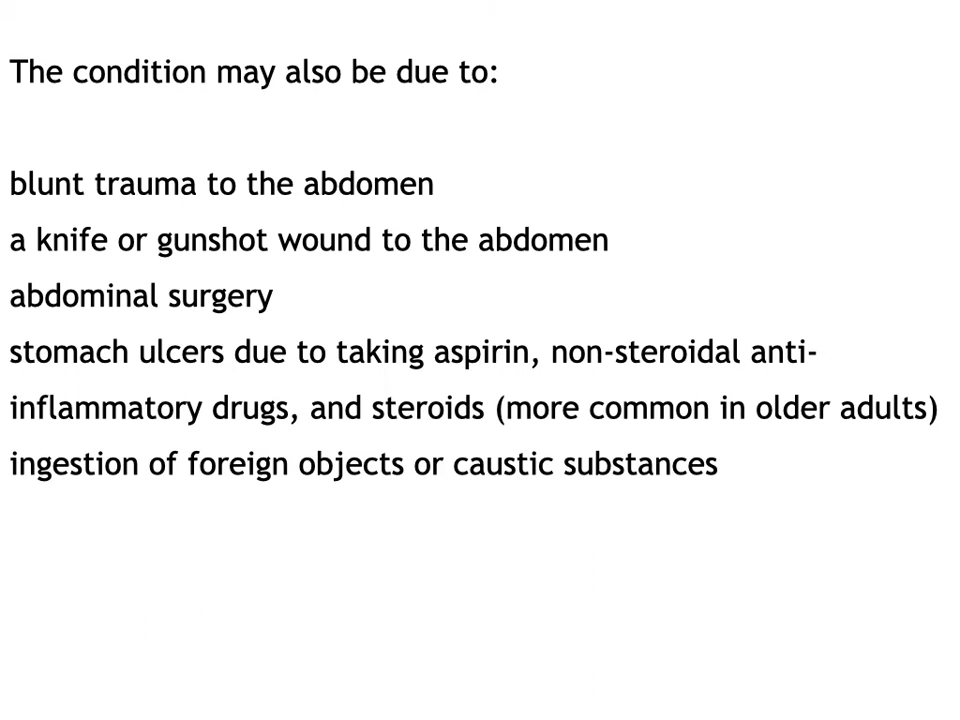 The condition may also be due to:
blunt trauma to the abdomen
a knife or gunshot wound to the abdomen
abdominal surgery
stomach ulcers due to taking aspirin, non-steroidal anti-
inflammatory drugs, and steroids (more common in older adults)
ingestion of foreign objects or caustic substances